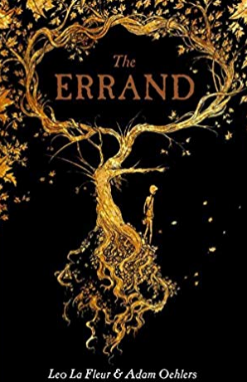 The
ERRAND
Leo La Fleur & Adam Oehlers